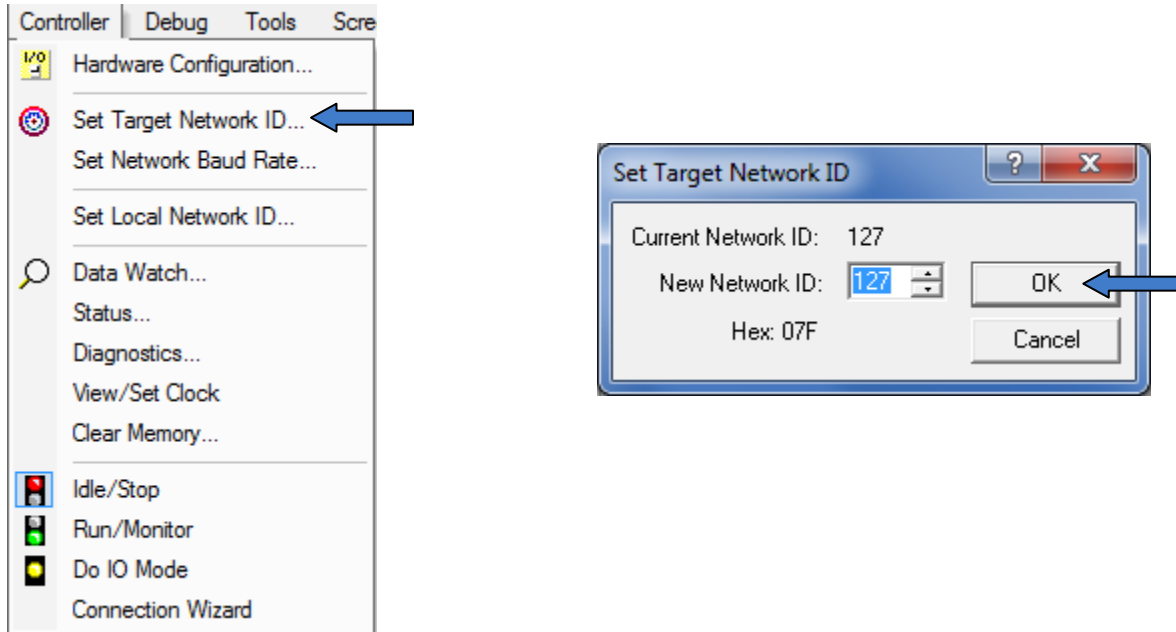 Controller Debug Tools Scre
I/O
Hardware Configuration...
Set Target Network ID...
Set Network Baud Rate...
Set Local Network ID...
Data Watch...
Status...
Diagnostics...
View/Set Clock
Clear Memory...
Idle/Stop
Run/Monitor
Do IO Mode
Connection Wizard
Set Target Network ID
Current Network ID: 127
New Network ID: 127
OK
Hex: 07F
Cancel